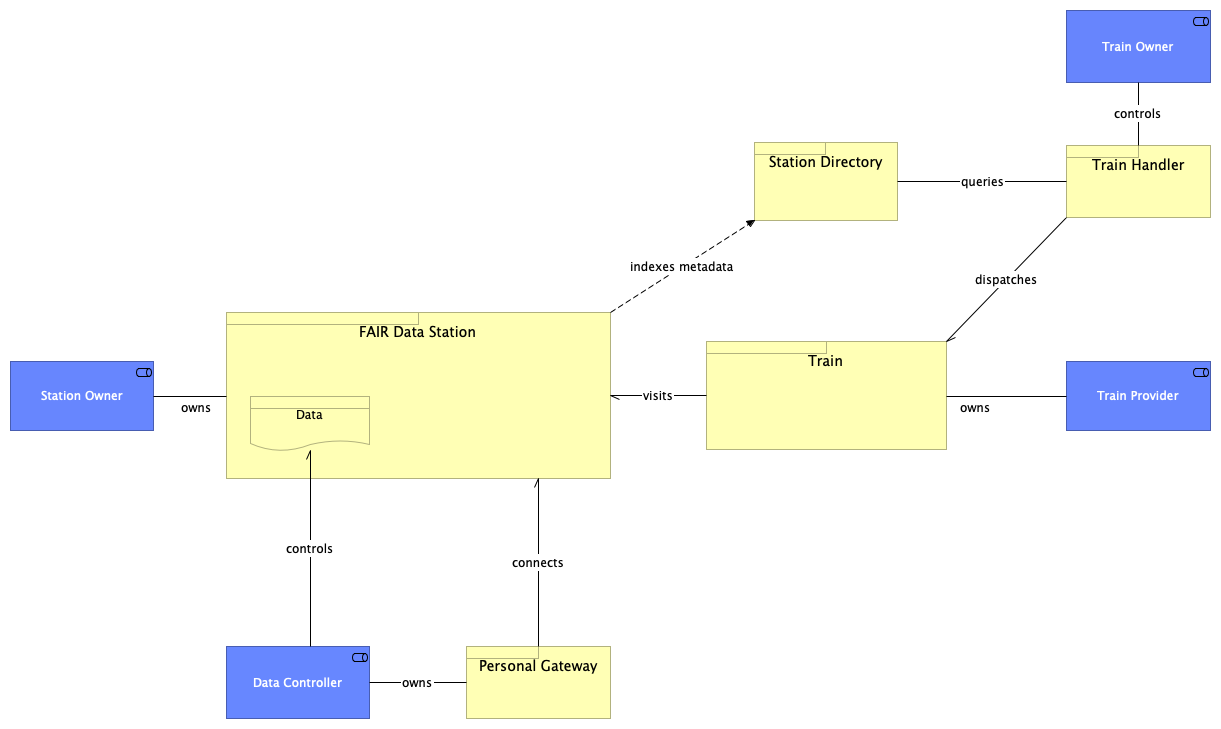 Train Owner
controls
Station Directory
Train Handler
queries
indexes metadata
dispatches
FAIR Data Station
Train
Station Owner
owns
Data
visits
owns
Train Provider
controls
connects
Data Controller
owns
Personal Gateway